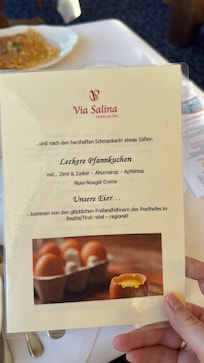 Via Salina
Hotel am See
...und nach den herzhaften Schmankerln etwas Süßes:
Leckere Pfannkuchen
mit... Zimt & Zucker – Ahornsirup – Apfelmus
Nuss-Nougat-Creme
Unsere Eier...
...kommen von den glücklichen Freilandhühnern des Posthofes in
Reutte/Tirol: vital – regional!